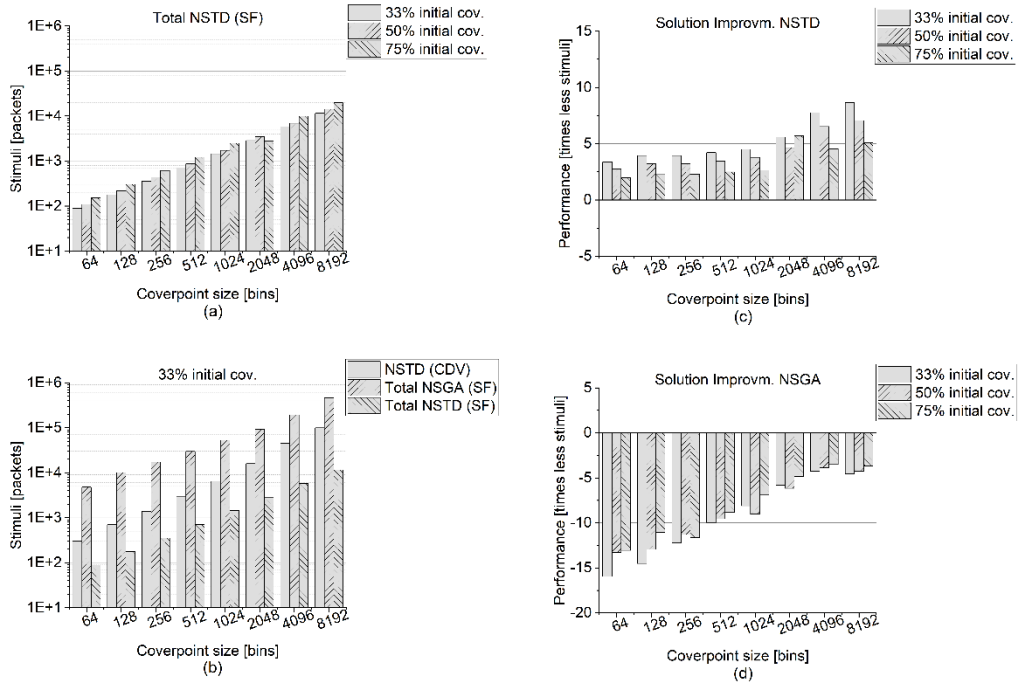 Total NSTD (SF)
33% initial cov.
50% initial cov.
75% initial cov.
1E+6
1E+5
1E+4
1E+3
1E+2
1E+1
Stimuli [packets]
64 128 256 512 1024 2048 4096 8192
Coverpoint size [bins]
(a)
Solution Improvm. NSTD
33% initial cov.
50% initial cov.
75% initial cov.
15
10
5
0
-5
Performance [times less stimuli]
64 128 256 512 1024 2048 4096 8192
Coverpoint size [bins]
(c)
33% initial cov.
NSTD (CDV)
Total NSGA (SF)
Total NSTD (SF)
1E+6
1E+5
1E+4
1E+3
1E+2
1E+1
Stimuli [packets]
64 128 256 512 1024 2048 4096 8192
Coverpoint size [bins]
(b)
Solution Improvm. NSGA
33% initial cov.
50% initial cov.
75% initial cov.
5
0
-5
-10
-15
-20
Performance [times less stimuli]
64 128 256 512 1024 2048 4096 8192
Coverpoint size [bins]
(d)